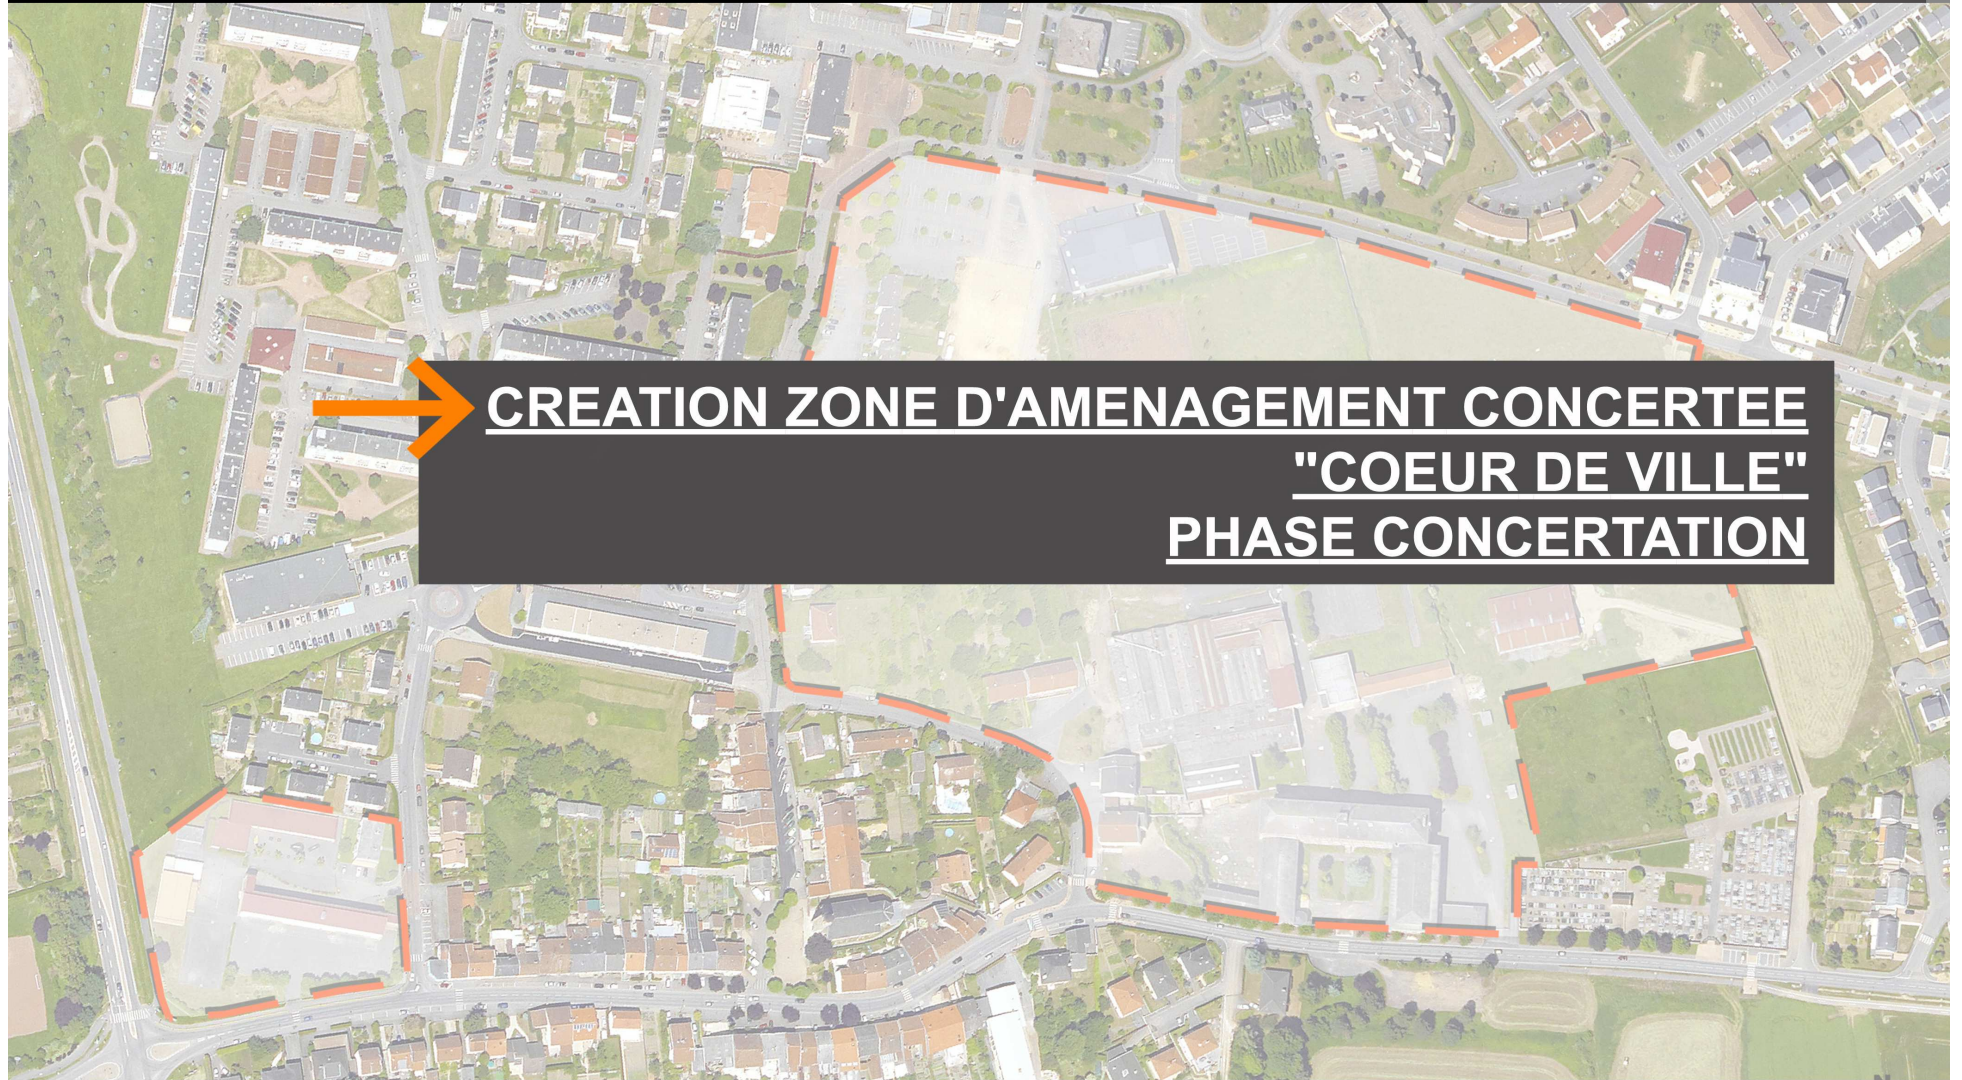 CREATION ZONE D'AMENAGEMENT CONCERTEE
"COEUR DE VILLE"
PHASE CONCERTATION